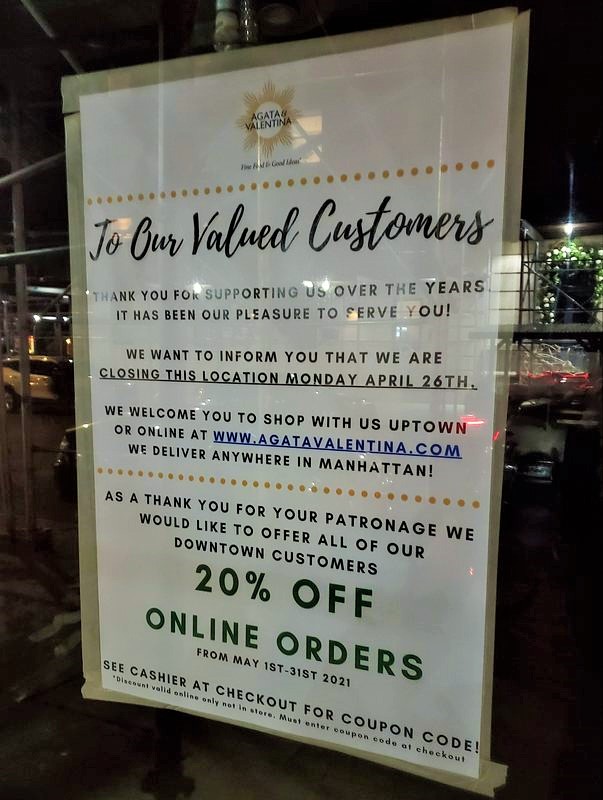 AGATA &
VALENTINA
Fine Food & Good Ideas
To Our Valued Customers
THANK YOU FOR SUPPORTING US OVER THE YEARS
IT HAS BEEN OUR PLEASURE TO SERVE YOU!
WE WANT TO INFORM YOU THAT WE ARE
CLOSING THIS LOCATION MONDAY APRIL 26TH.
WE WELCOME YOU TO SHOP WITH US UPTOWN
OR ONLINE AT WWW.AGATAVALENTINA.COM
WE DELIVER ANYWHERE IN MANHATTAN!
AS A THANK YOU FOR YOUR PATRONAGE WE
WOULD LIKE TO OFFER ALL OF OUR
DOWNTOWN CUSTOMERS
20% OFF
ONLINE ORDERS
FROM MAY 1ST-31ST 2021
SEE CASHIER AT CHECKOUT FOR COUPON CODE!
*Discount valid online only not in store. Must enter coupon code at checkout